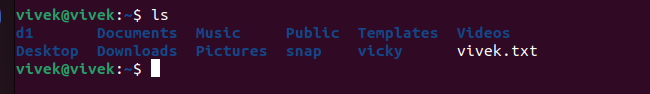 vivek@vivek:~$ ls
d1 Documents Music Public Templates Videos
Desktop Downloads Pictures snap vicky vivek.txt
vivek@vivek:~$